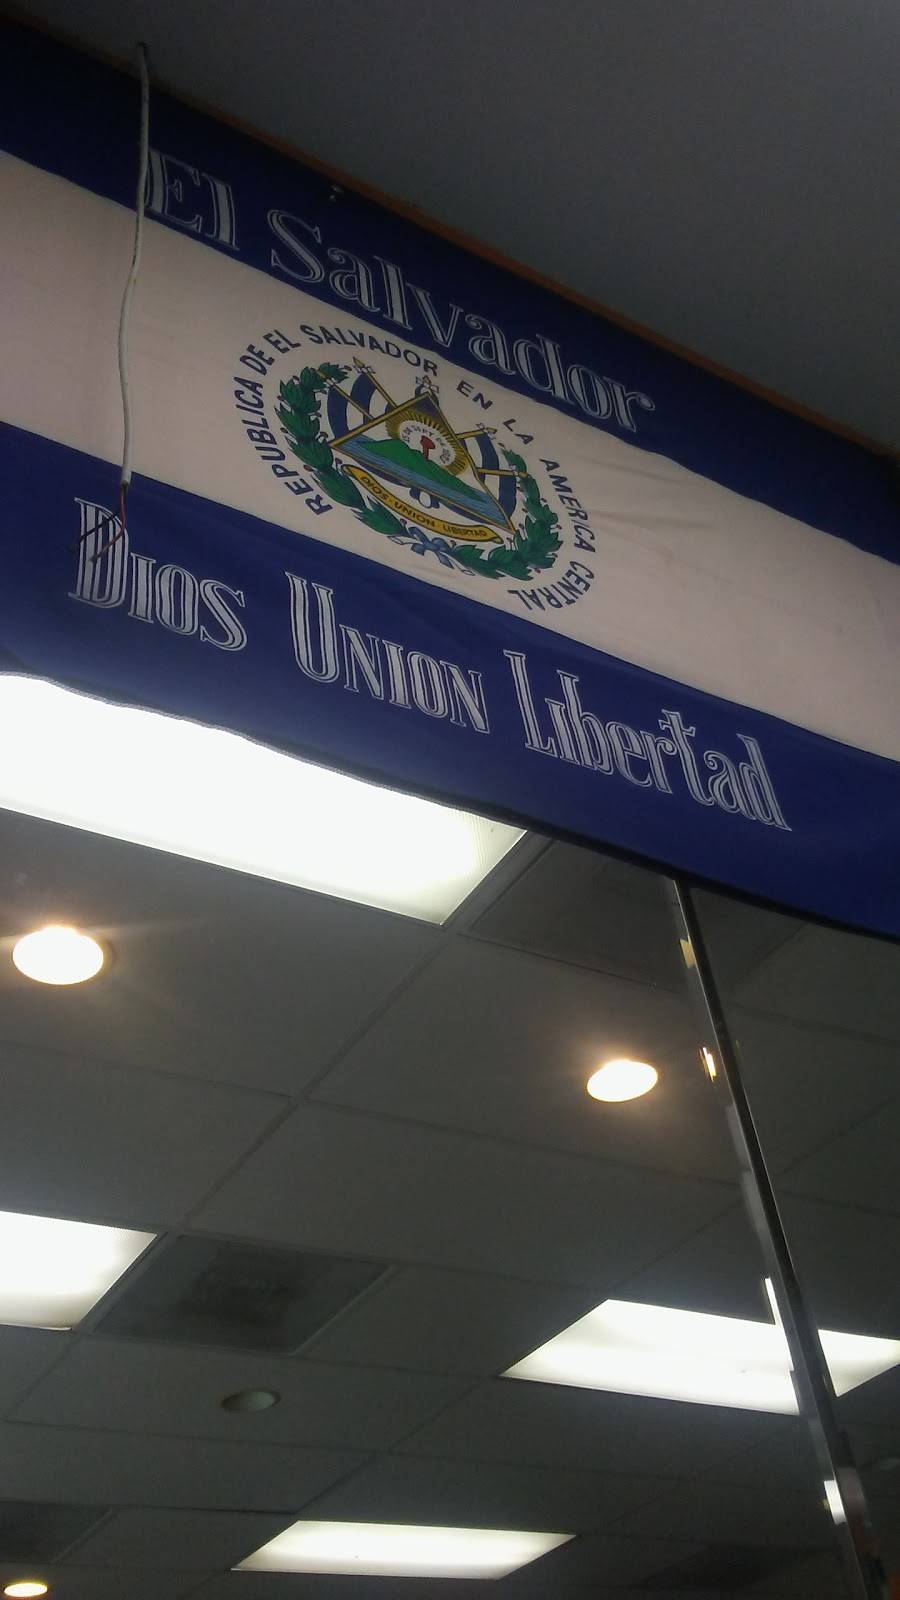 El Salvador
REPUBLICA DE EL SALVADOR EN LA AMERICA CENTRAL
DIOS UNION LIBERTAD
DIOS UNION Libertad